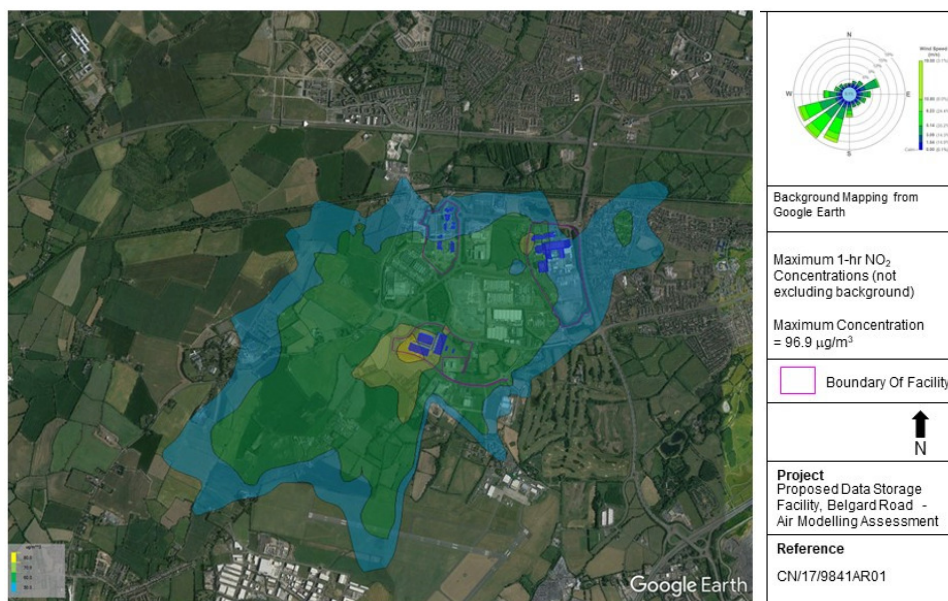 N
Wind Speed
W
E
S
Background Mapping from
Google Earth
Maximum 1-hr NO₂
Concentrations (not
excluding background)
Maximum Concentration
= 96.9 µg/m³
Boundary Of Facility
N
Project
Proposed Data Storage
Facility, Belgard Road -
Air Modelling Assessment
Reference
CN/17/9841AR01
Google Earth